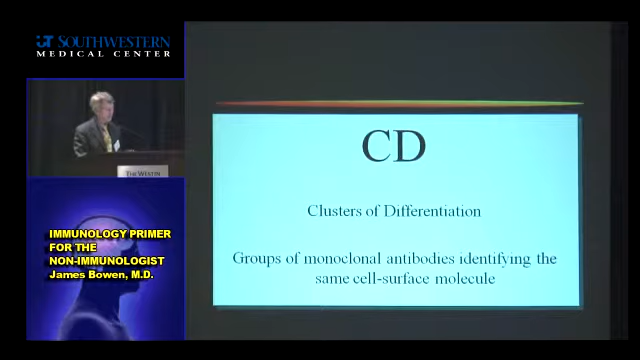 UT SOUTHWESTERN
MEDICAL CENTER
THE WESTIN
IMMUNOLOGY PRIMER
FOR THE
NON-IMMUNOLOGIST
James Bowen, M.D.
CD
Clusters of Differentiation
Groups of monoclonal antibodies identifying the
same cell-surface molecule